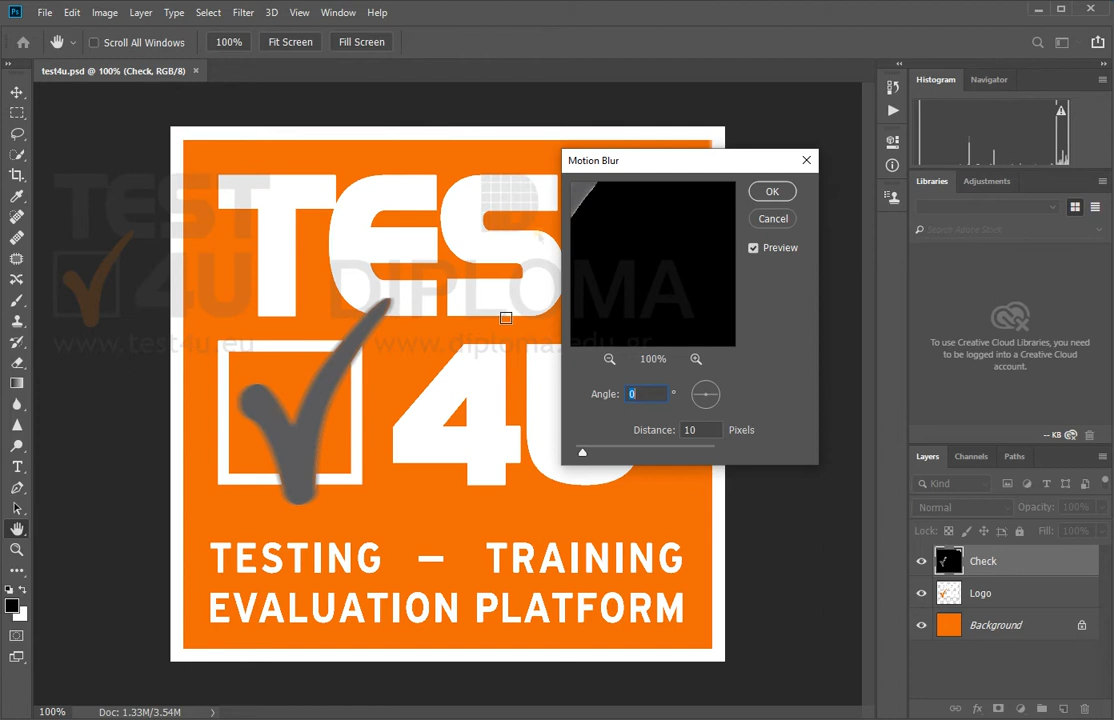 File Edit Image Layer Type Select Filter 3D View Window Help
Scroll All Windows 100% Fit Screen Fill Screen
test4u.psd @ 100% (Check, RGB/8)
Histogram Navigator
Motion Blur
OK
Cancel
Preview
100%
Angle: 0 °
Distance: 10 Pixels
TEST
4U
TESTING – TRAINING
EVALUATION PLATFORM
TEST
4U DIPLOMA
www.test4u.eu www.diploma.edu.gr
Libraries Adjustments
Search Adobe Stock
To use Creative Cloud Libraries, you
need to be logged into a Creative Cloud
account.
-- KB
Layers Channels Paths
Kind
Normal Opacity: 100%
Lock: Fill: 100%
Check
Logo
Background
100% Doc: 1.33M/3.54M